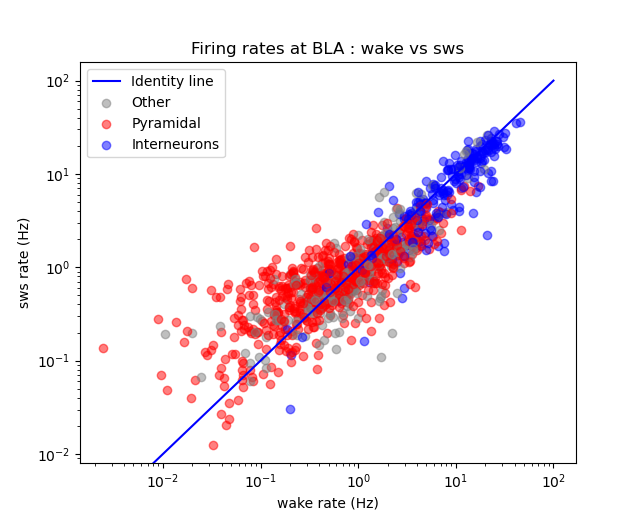 Firing rates at BLA : wake vs sws
Identity line
Other
Pyramidal
Interneurons
10²
10¹
10⁰
10⁻¹
10⁻²
sws rate (Hz)
10⁻² 10⁻¹ 10⁰ 10¹ 10²
wake rate (Hz)